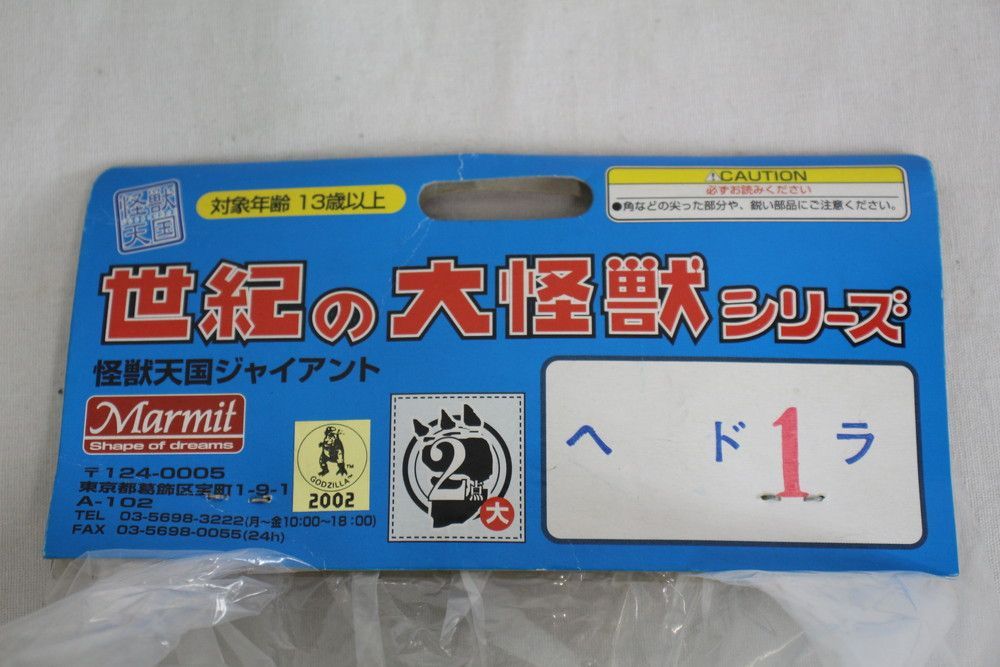 怪獣
天国
対象年齢 13歳以上
CAUTION
必ずお読みください
●角などの尖った部分や、鋭い部品にご注意ください。
世紀の大怪獣シリーズ
怪獣天国ジャイアント
Marmit
Shape of dreams
〒124-0005
東京都葛飾区宝町1-9-1
A-102
TEL 03-5698-3222(月~金10:00~18:00)
FAX 03-5698-0055(24h)
GODZILLA™
TM
2002
2点
大
ヘドラ
1